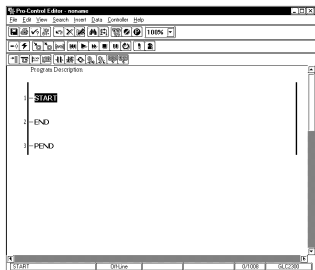 Pro-Control Editor - noname
File Edit View Search Insert Data Controller Help
100%
Program Description
1 START
2 END
3 PEND
START Off-Line 0/1008 GLC2300